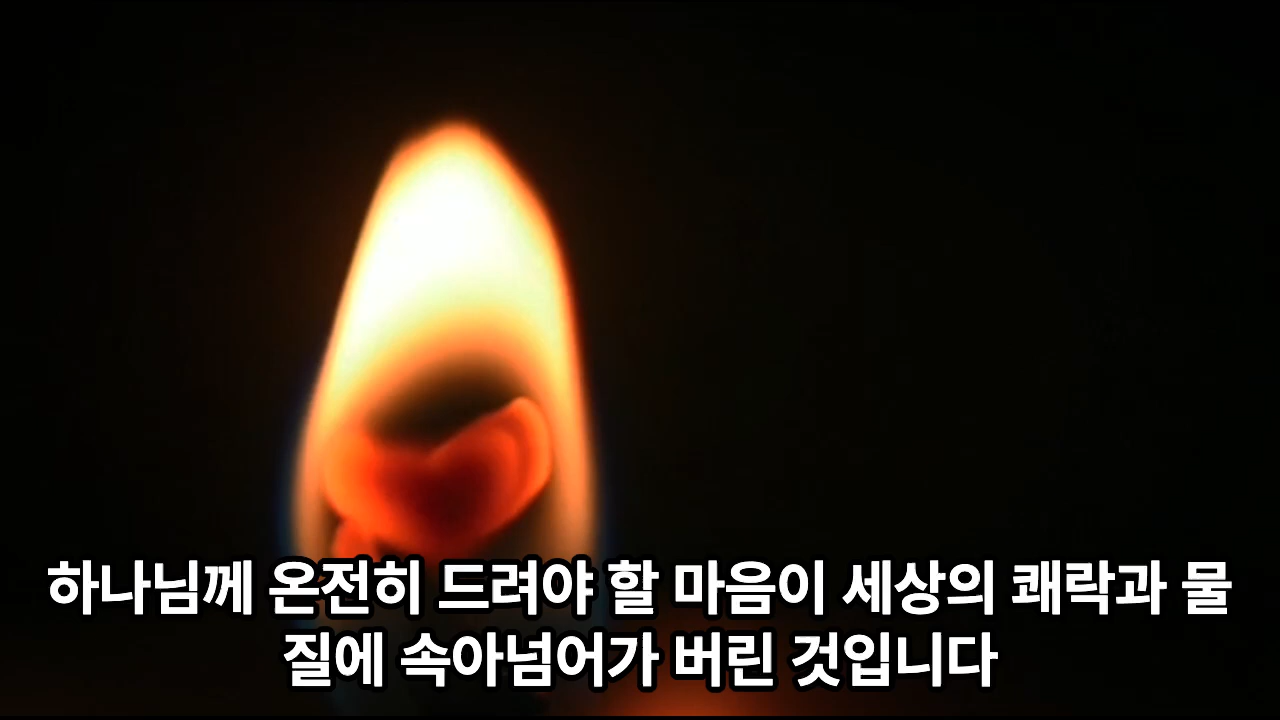 하나님께 온전히 드려야 할 마음이 세상의 쾌락과 물
질에 속아넘어가 버린 것입니다